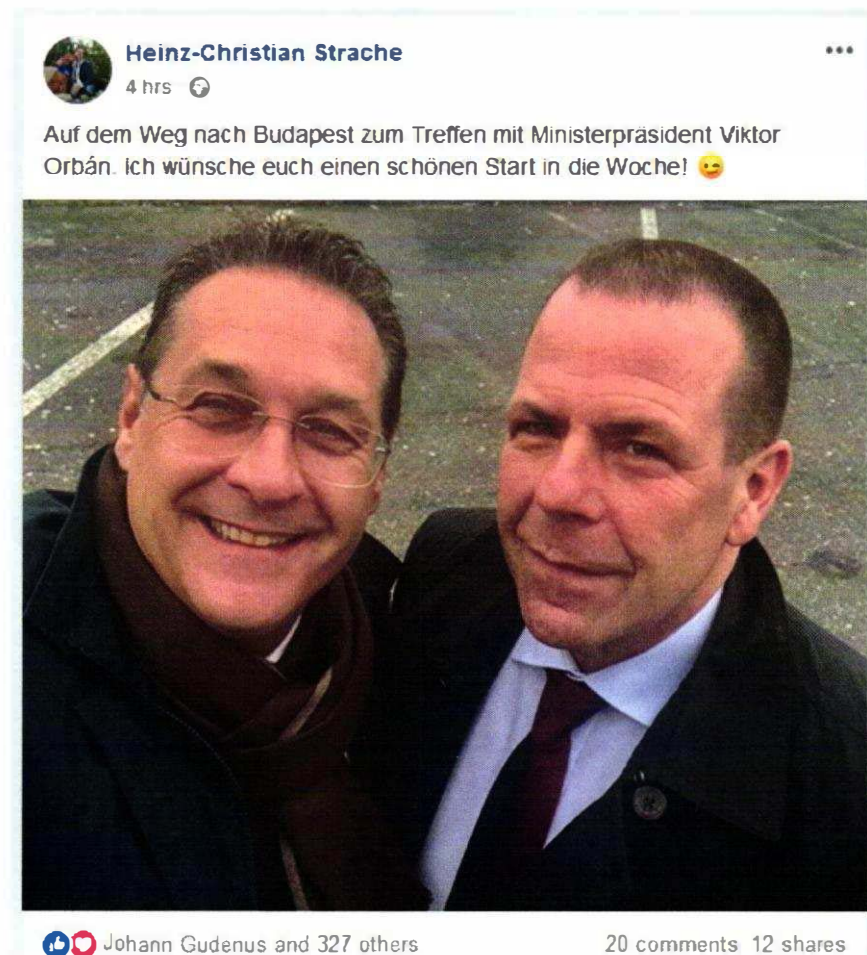 Heinz-Christian Strache
4 hrs
Auf dem Weg nach Budapest zum Treffen mit Ministerpräsident Viktor
Orbán. Ich wünsche euch einen schönen Start in die Woche! 😉
Johann Gudenus and 327 others
20 comments 12 shares